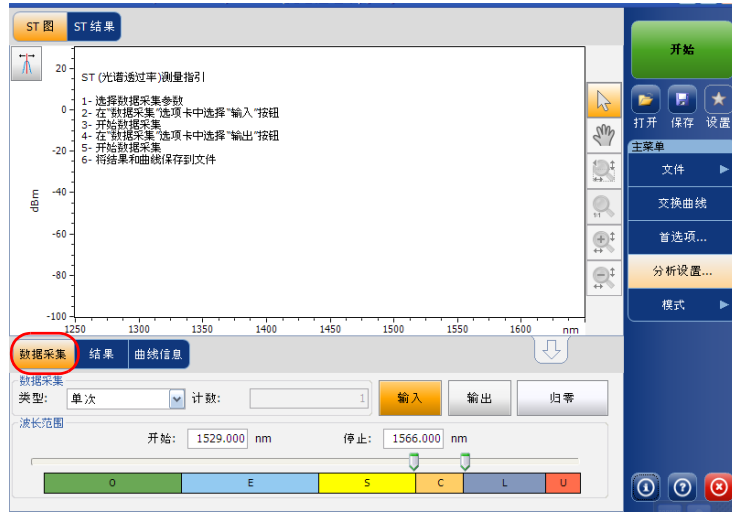 ST 图
ST 结果
ST (光谱透过率)测量指引
1- 选择数据采集参数
2- 在"数据采集"选项卡中选择"输入"按钮
3- 开始数据采集
4- 在"数据采集"选项卡中选择"输出"按钮
5- 开始数据采集
6- 将结果和曲线保存到文件
dBm
20
0
-20
-40
-60
-80
-100
1250 1300 1350 1400 1450 1500 1550 1600 nm
1:1
数据采集 结果 曲线信息
数据采集
类型: 单次 计数: 1 输入 输出 归零
波长范围
开始: 1529.000 nm 停止: 1566.000 nm
O E S C L U
开始
打开 保存 设置
主菜单
文件
交换曲线
首选项...
分析设置...
模式